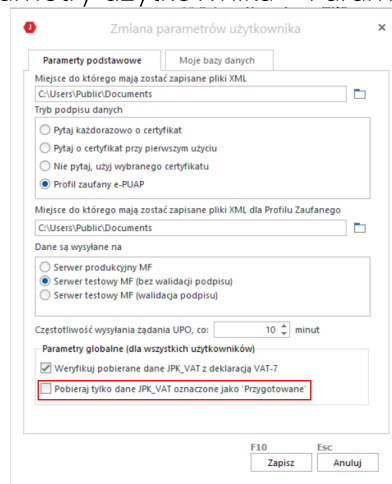 Zmiana parametrów użytkownika
Parametry podstawowe
Moje bazy danych
Miejsce do którego mają zostać zapisane pliki XML
C:\Users\Public\Documents
Tryb podpisu danych
Pytaj każdorazowo o certyfikat
Pytaj o certyfikat przy pierwszym użyciu
Nie pytaj, użyj wybranego certyfikatu
Profil zaufany e-PUAP
Miejsce do którego mają zostać zapisane pliki XML dla Profilu Zaufanego
C:\Users\Public\Documents
Dane są wysyłane na
Serwer produkcyjny MF
Serwer testowy MF (bez walidacji podpisu)
Serwer testowy MF (walidacja podpisu)
Częstotliwość wysyłania żądania UPO, co: 10 minut
Parametry globalne (dla wszystkich użytkowników)
Weryfikuj pobierane dane JPK_VAT z deklaracją VAT-7
Pobieraj tylko dane JPK_VAT oznaczone jako 'Przygotowane'
F10 Esc
Zapisz Anuluj